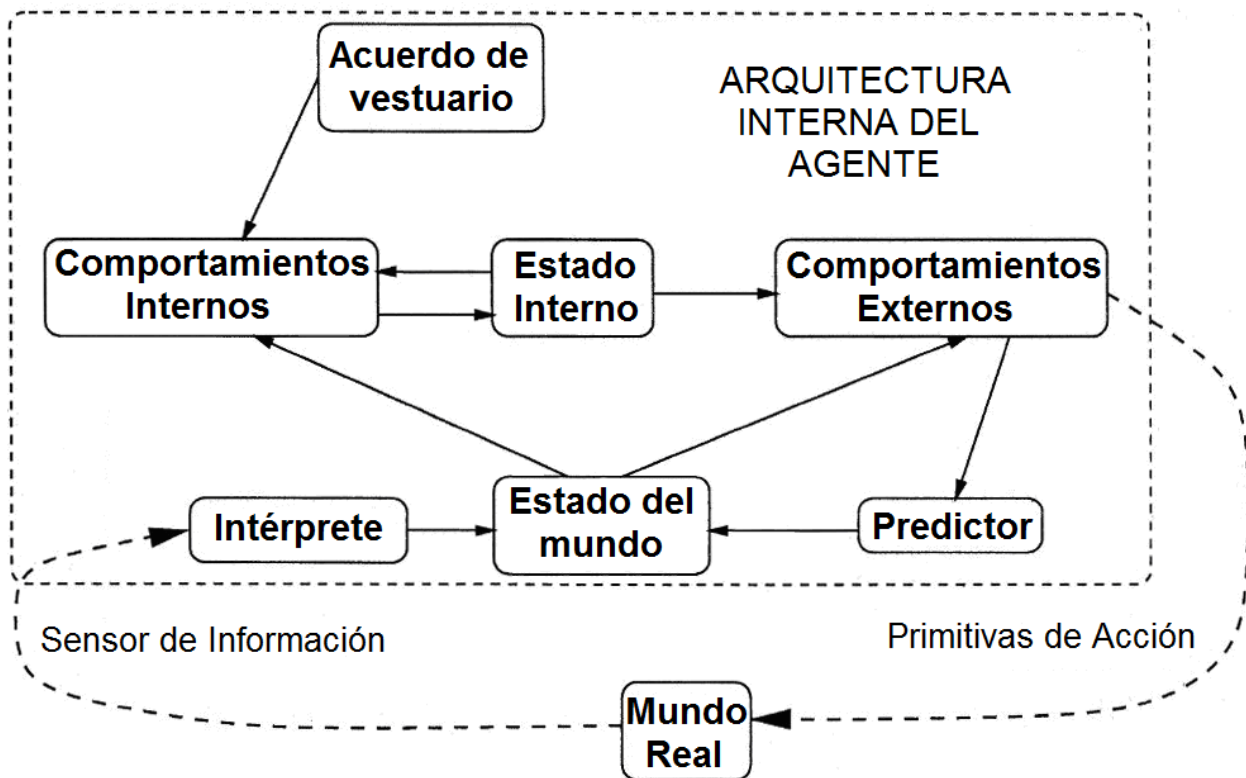 Acuerdo de
vestuario
ARQUITECTURA
INTERNA DEL
AGENTE
Comportamientos
Internos
Estado
Interno
Comportamientos
Externos
Intérprete
Estado del
mundo
Predictor
Sensor de Información
Primitivas de Acción
Mundo
Real